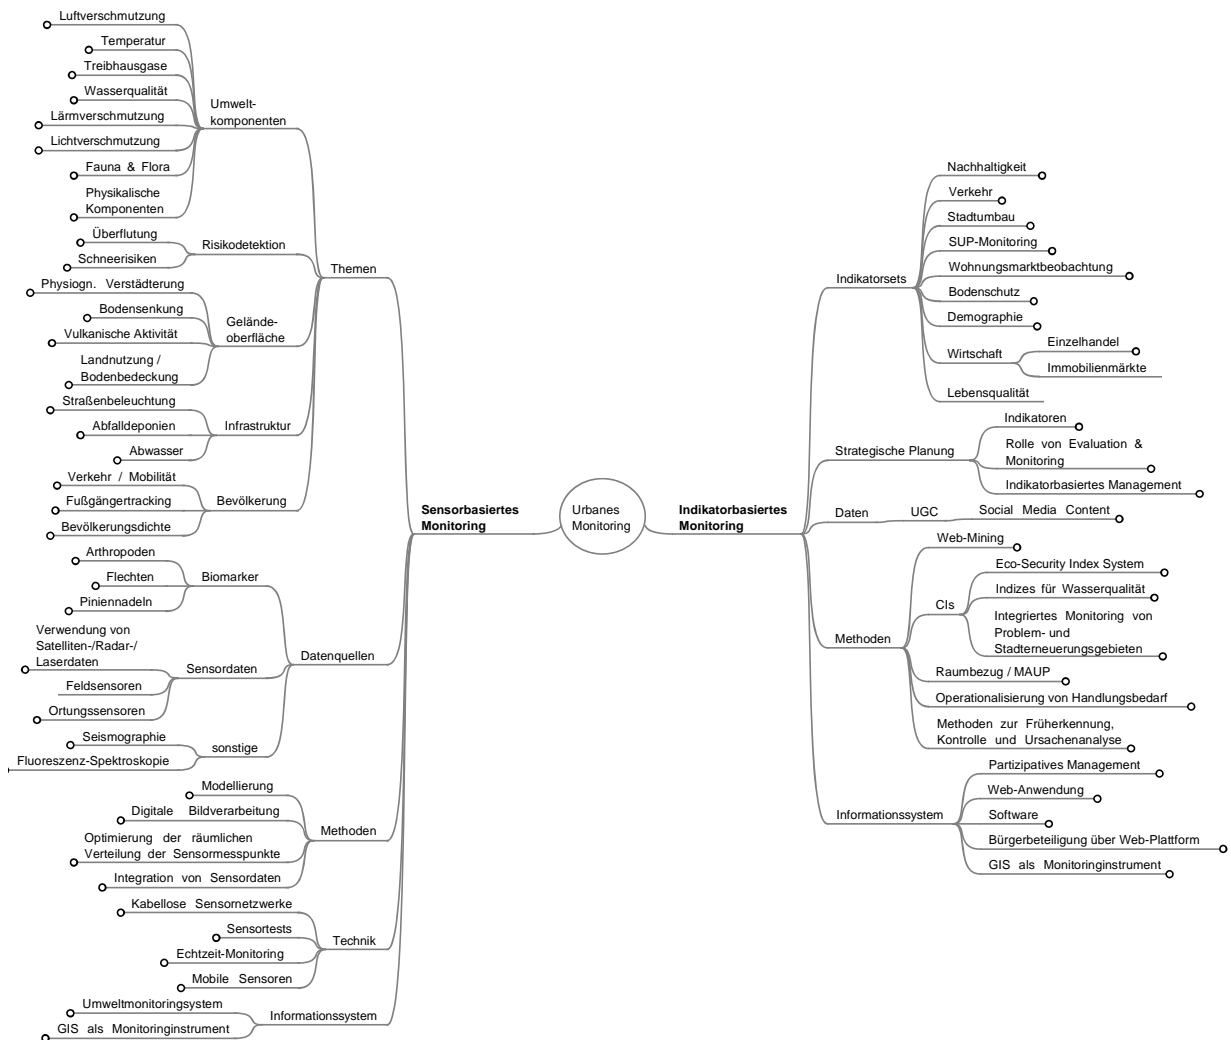 Luftverschmutzung
Temperatur
Treibhausgase
Wasserqualität
Lärmverschmutzung
Lichtverschmutzung
Fauna & Flora
Physikalische
Komponenten
Umwelt-
komponenten
Überflutung
Schneerisiken
Risikodetektion
Physiogn. Verstädterung
Bodensenkung
Vulkanische Aktivität
Landnutzung /
Bodenbedeckung
Gelände-
oberfläche
Straßenbeleuchtung
Abfalldeponien
Abwasser
Infrastruktur
Verkehr / Mobilität
Fußgängertracking
Bevölkerungsdichte
Bevölkerung
Themen
Arthropoden
Flechten
Piniennadeln
Biomarker
Verwendung von
Satelliten-/Radar-/
Laserdaten
Feldsensoren
Ortungssensoren
Sensordaten
Seismographie
Fluoreszenz-Spektroskopie
sonstige
Datenquellen
Modellierung
Digitale Bildverarbeitung
Optimierung der räumlichen
Verteilung der Sensormesspunkte
Integration von Sensordaten
Methoden
Kabellose Sensornetzwerke
Sensortests
Echtzeit-Monitoring
Mobile Sensoren
Technik
Umweltmonitoringsystem
GIS als Monitoringinstrument
Informationssystem
Sensorbasiertes
Monitoring
Urbanes
Monitoring
Indikatorbasiertes
Monitoring
Indikatorsets
Nachhaltigkeit
Verkehr
Stadtumbau
SUP-Monitoring
Wohnungsmarktbeobachtung
Bodenschutz
Demographie
Wirtschaft
Einzelhandel
Immobilienmärkte
Lebensqualität
Strategische Planung
Indikatoren
Rolle von Evaluation &
Monitoring
Indikatorbasiertes Management
Daten
UGC
Social Media Content
Methoden
Web-Mining
CIs
Eco-Security Index System
Indizes für Wasserqualität
Integriertes Monitoring von
Problem- und
Stadterneuerungsgebieten
Raumbezug / MAUP
Operationalisierung von Handlungsbedarf
Methoden zur Früherkennung,
Kontrolle und Ursachenanalyse
Informationssystem
Partizipatives Management
Web-Anwendung
Software
Bürgerbeteiligung über Web-Plattform
GIS als Monitoringinstrument